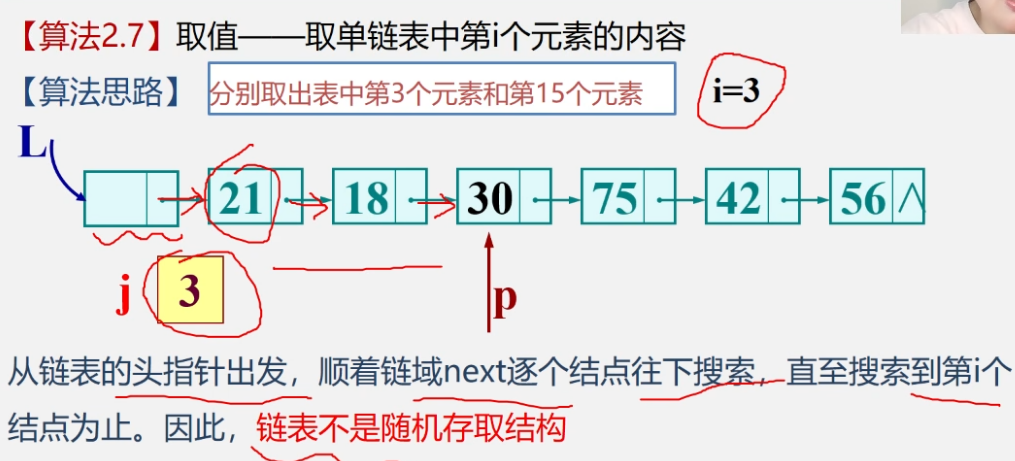 【算法2.7】取值——取单链表中第i个元素的内容
【算法思路】 分别取出表中第3个元素和第15个元素 i=3
L
21 18 30 75 42 56 ∧
j 3 p
从链表的头指针出发，顺着链域next逐个结点往下搜索，直至搜索到第i个
结点为止。因此，链表不是随机存取结构